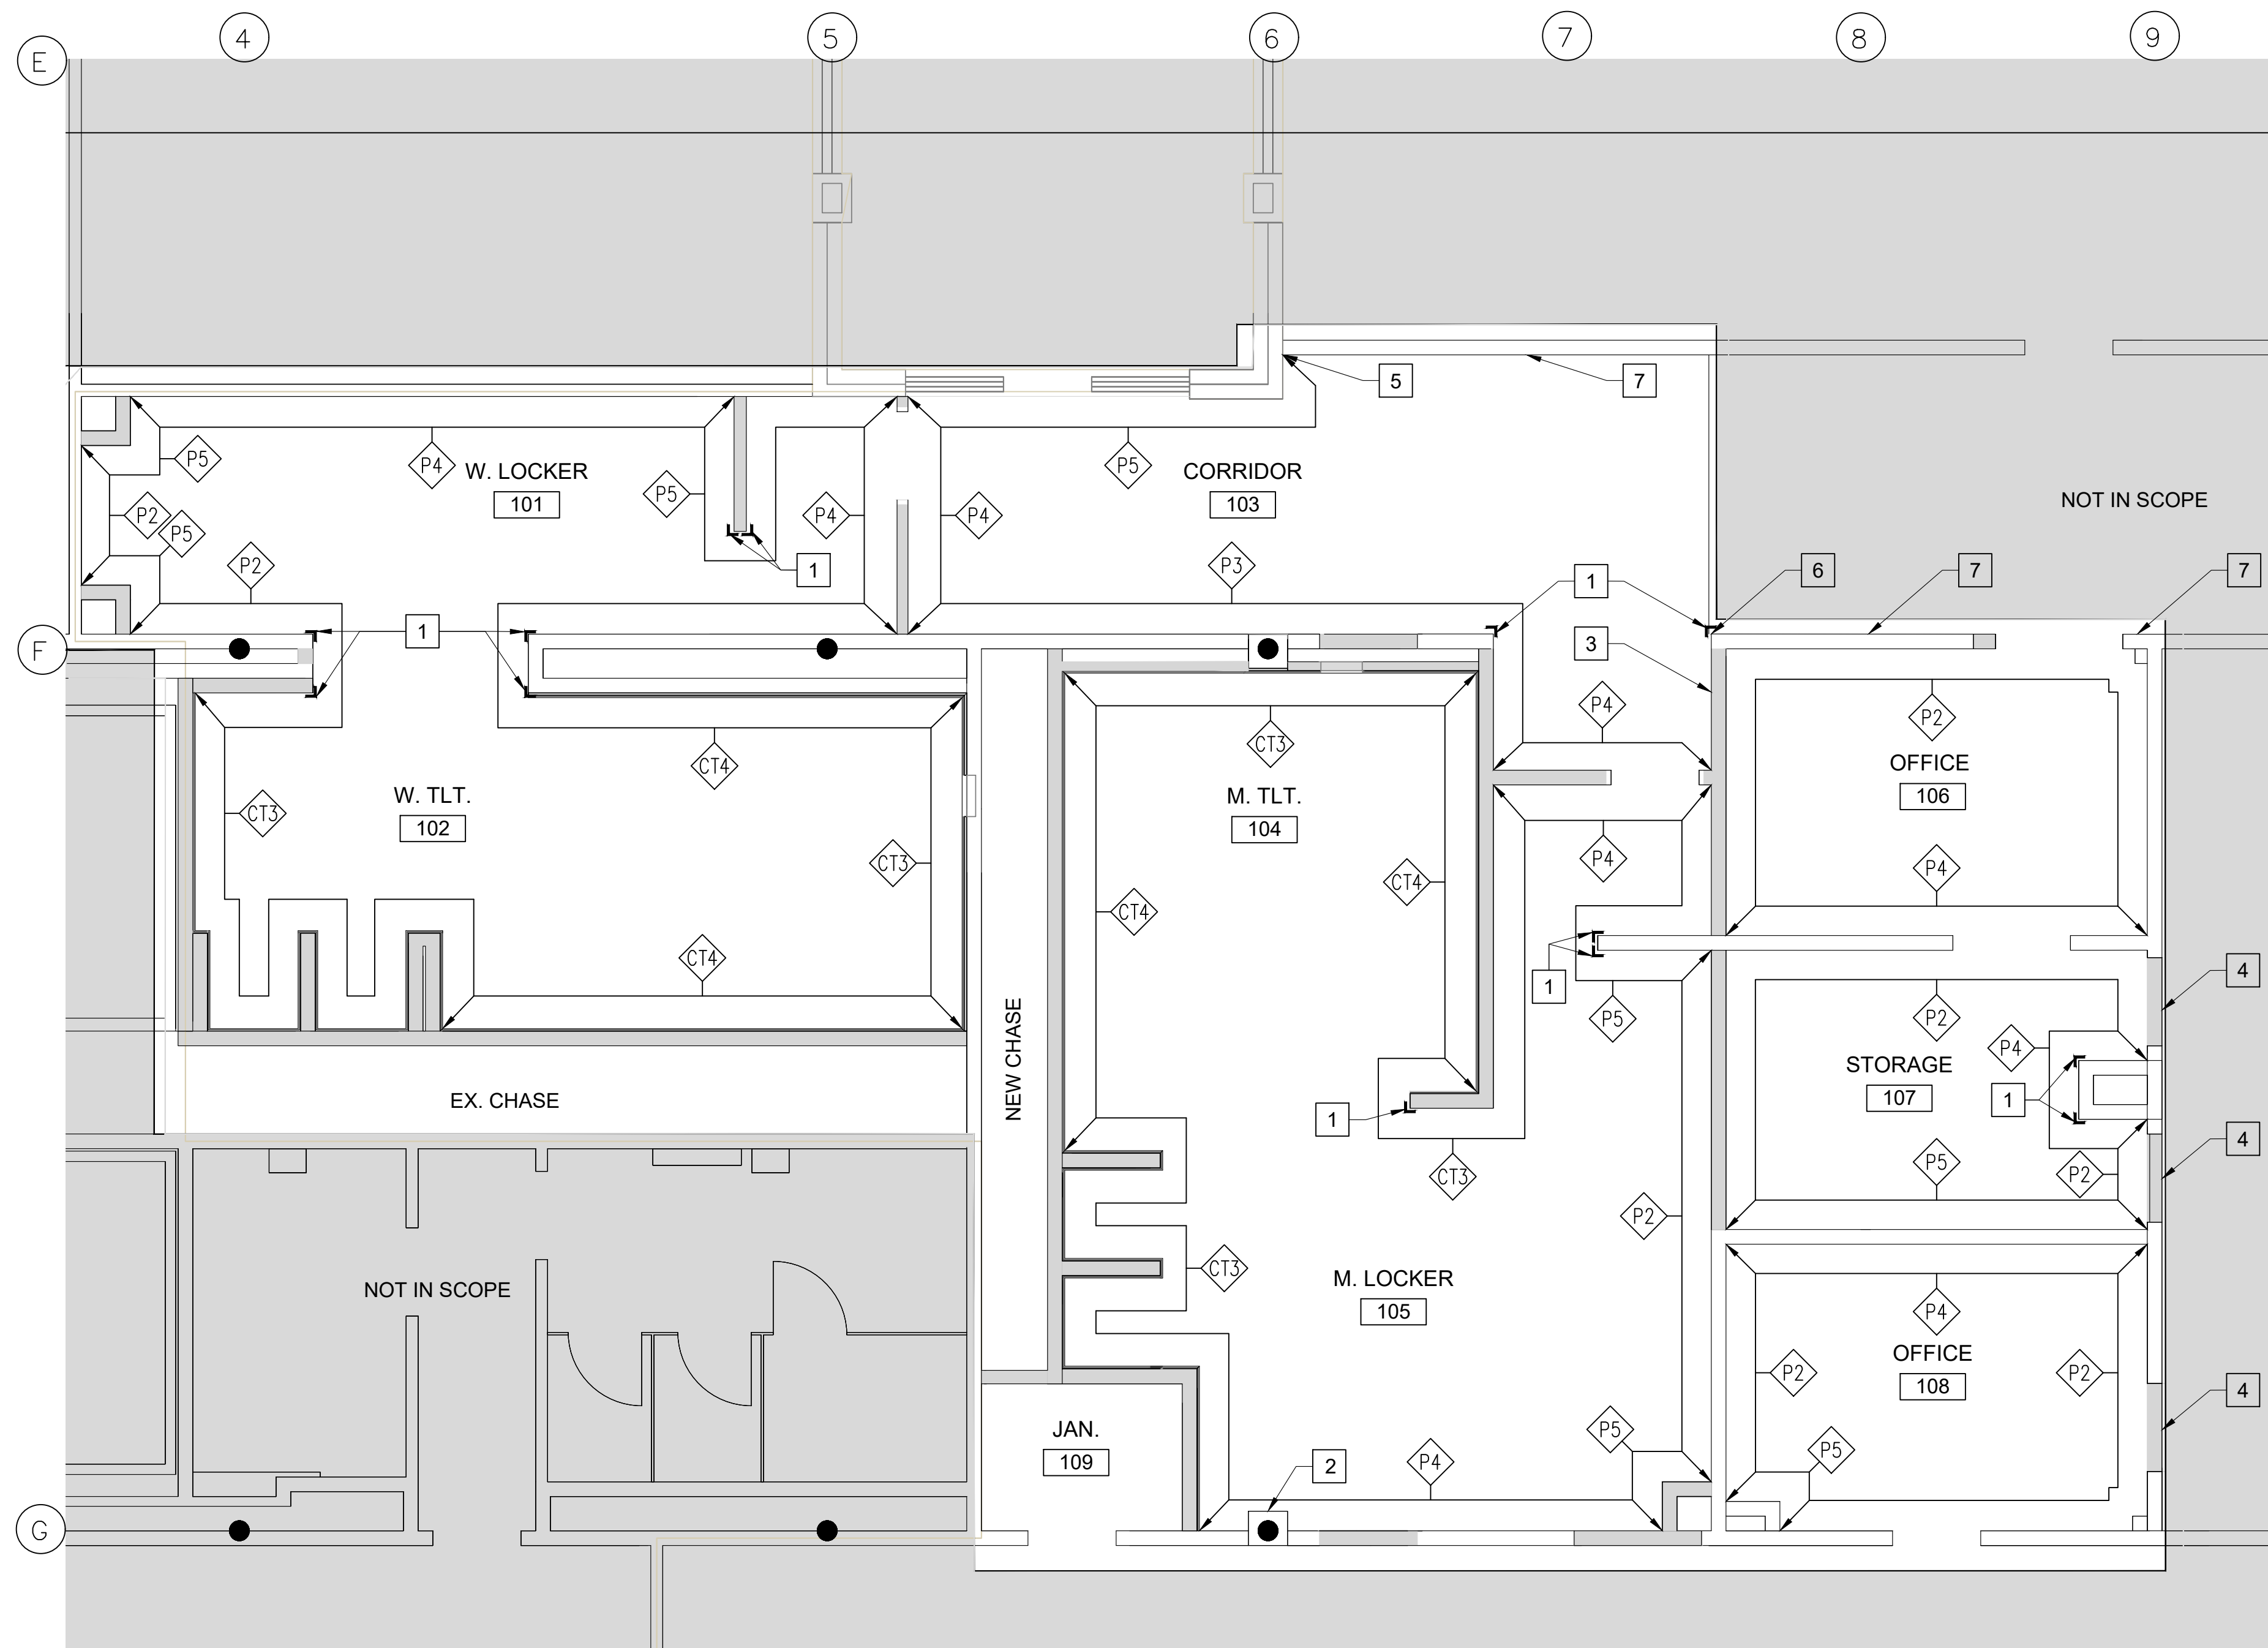 4 5 6 7 8 9
E
5 7
P5 P4 W. LOCKER P5 CORRIDOR
101 P5 103
NOT IN SCOPE
P2 P5 P4 P4
P2 1 P3 1 6 7 7
F 1 3
P4 P2
CT4 CT3 OFFICE
W. TLT. M. TLT. 106
CT3 102 104
CT3 CT4 CT4 P4 P4
CT4 1 4
NEW CHASE P5 P2
P4
STORAGE
EX. CHASE 107 1
1 4
CT3 P5 P2
P2
NOT IN SCOPE CT3 M. LOCKER
105 P4
OFFICE
P2 108 P2 4
JAN. P5 P5
109 2 P4
G